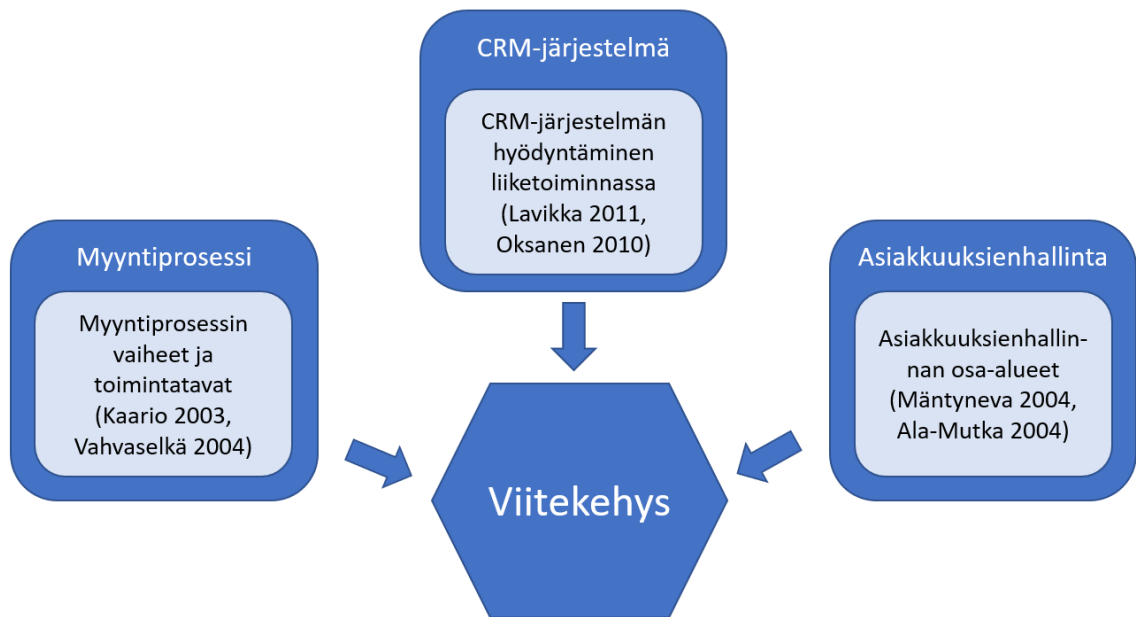 CRM-järjestelmä
CRM-järjestelmän
hyödyntäminen
liiketoiminnassa
(Lavikka 2011,
Oksanen 2010)
Myyntiprosessi
Myyntiprosessin
vaiheet ja
toimintatavat
(Kaario 2003,
Vahvaselkä 2004)
Asiakkuuksienhallinta
Asiakkuuksienhallin-
nan osa-alueet
(Mäntyneva 2004,
Ala-Mutka 2004)
Viitekehys